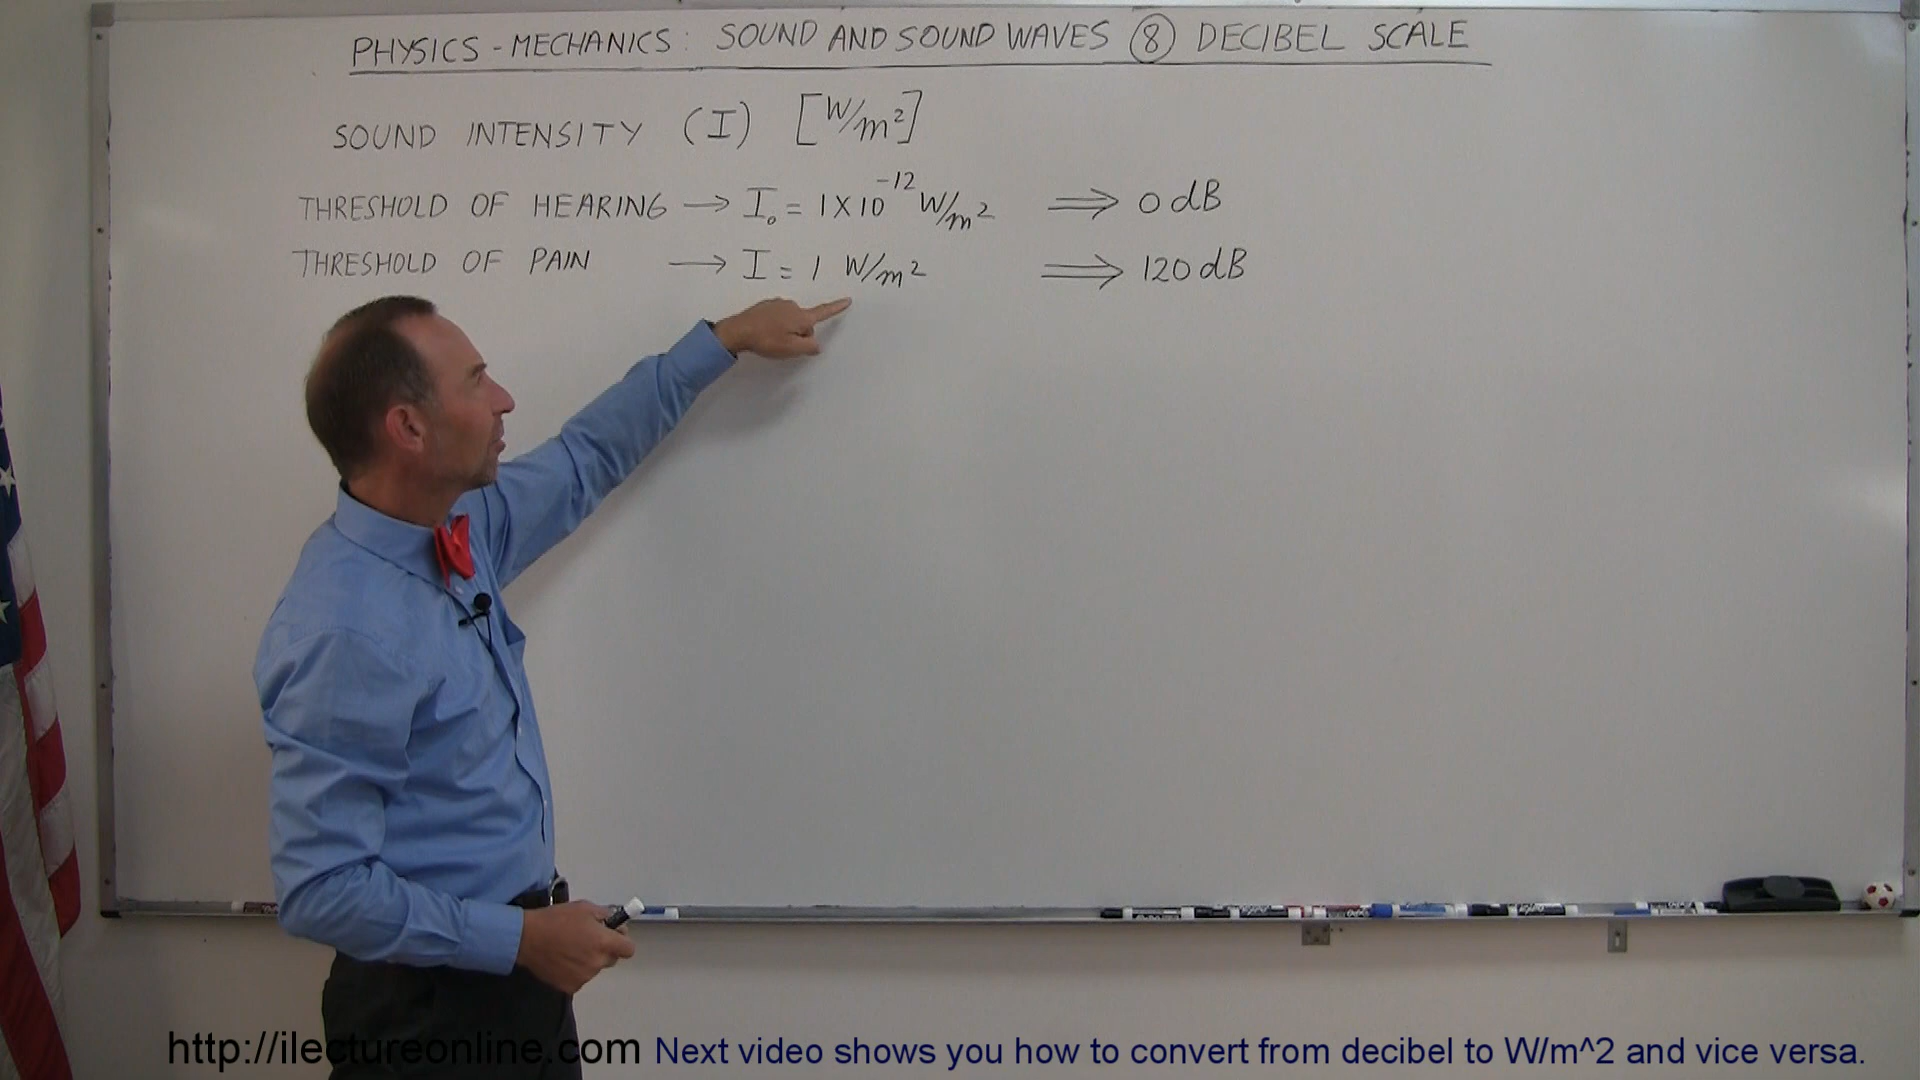 PHYSICS - MECHANICS: SOUND AND SOUND WAVES ⑧ DECIBEL SCALE
SOUND INTENSITY (I) [W/m²]
THRESHOLD OF HEARING → I₀ = 1 X 10⁻¹² W/m² ⇒ 0 dB
THRESHOLD OF PAIN → I = 1 W/m² ⇒ 120 dB
http://ilectureonline.com Next video shows you how to convert from decibel to W/m^2 and vice versa.